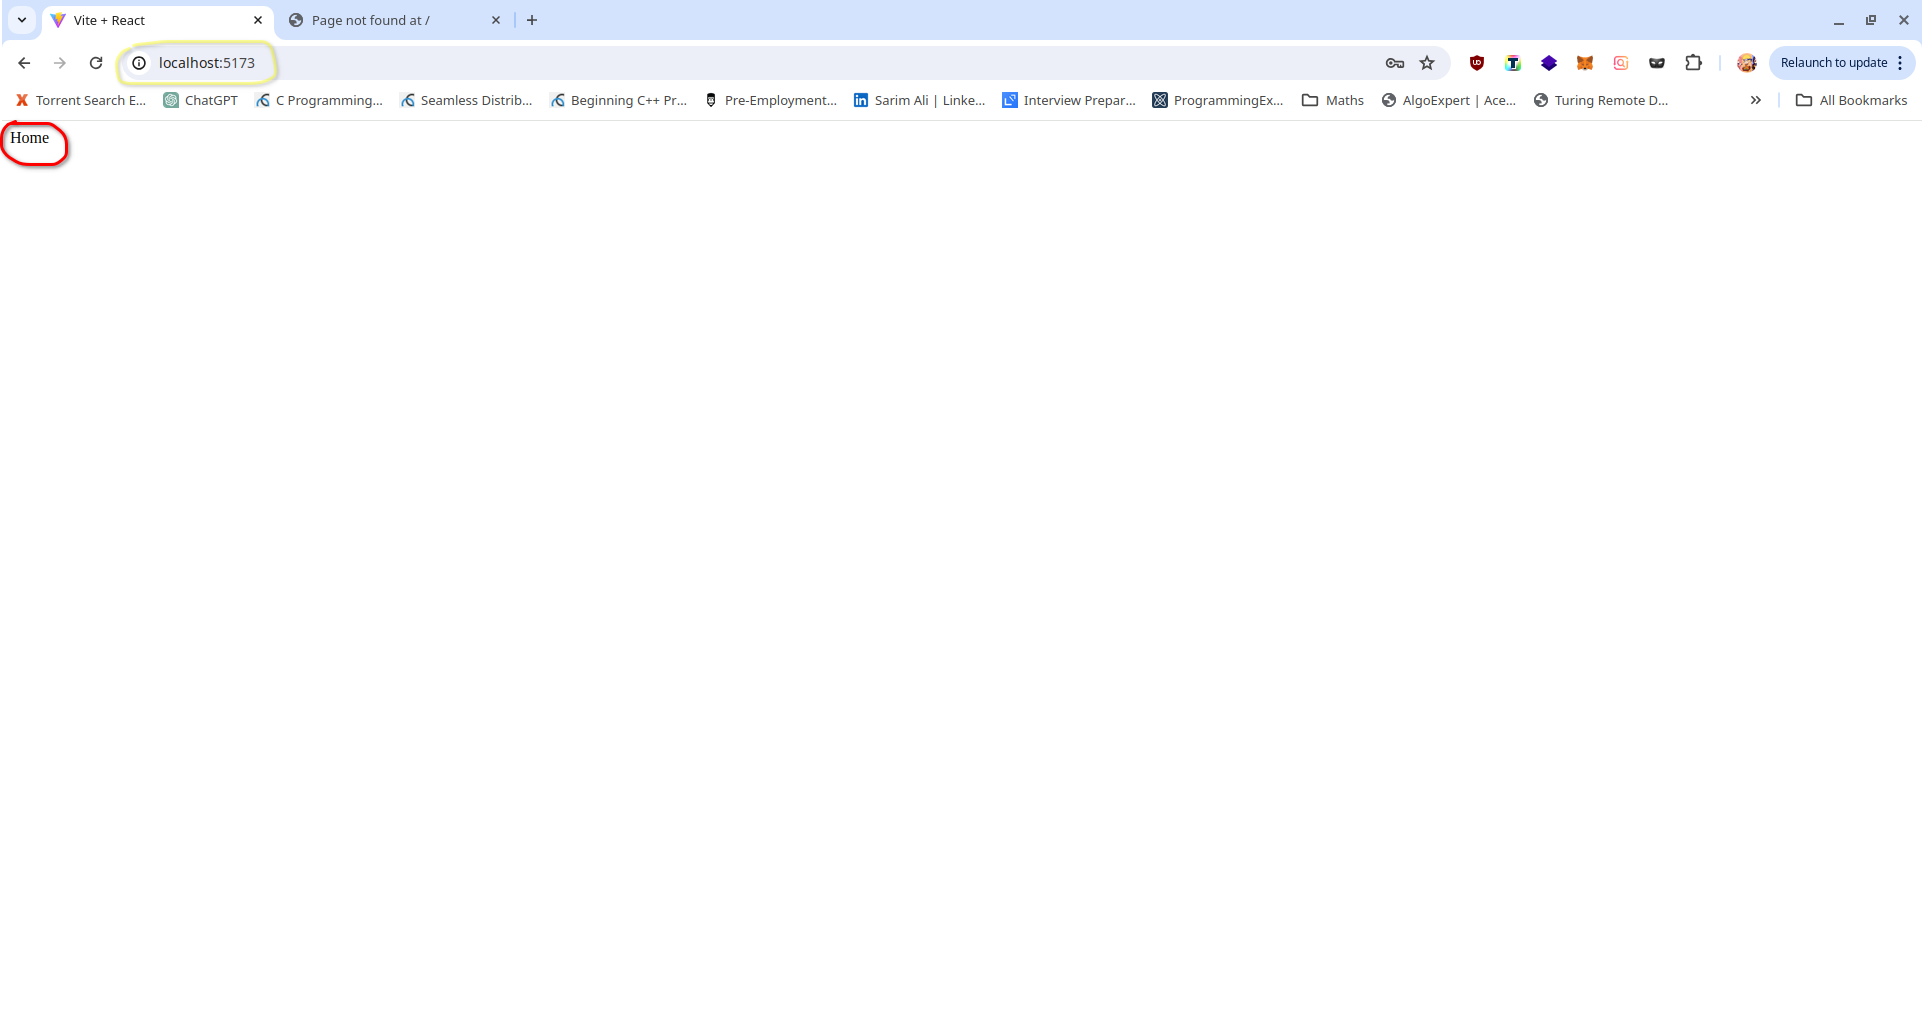 Vite + React
Page not found at /
localhost:5173
Relaunch to update
Torrent Search E... ChatGPT C Programming... Seamless Distrib... Beginning C++ Pr... Pre-Employment... Sarim Ali | Linke... Interview Prepar... ProgrammingEx... Maths AlgoExpert | Ace... Turing Remote D... All Bookmarks
Home